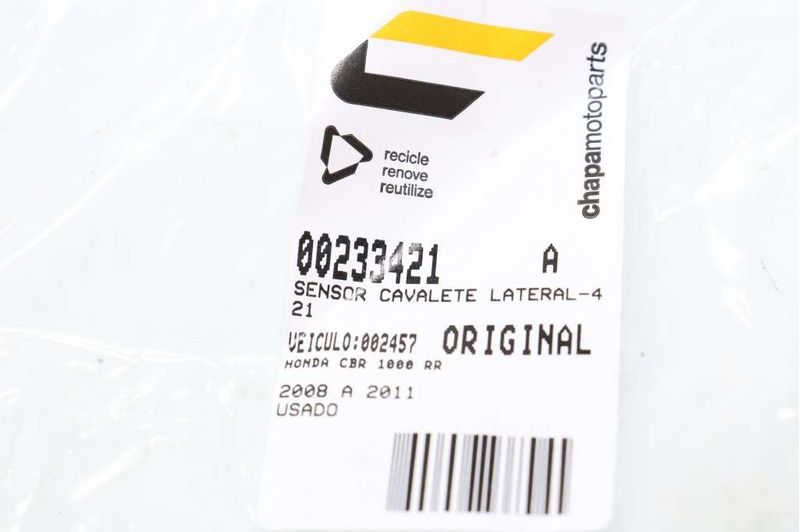 chapamotoparts
recicle
renove
reutilize
00233421 A
SENSOR CAVALETE LATERAL-4
21
VEICULO:002457 ORIGINAL
HONDA CBR 1000 RR
2008 A 2011
USADO